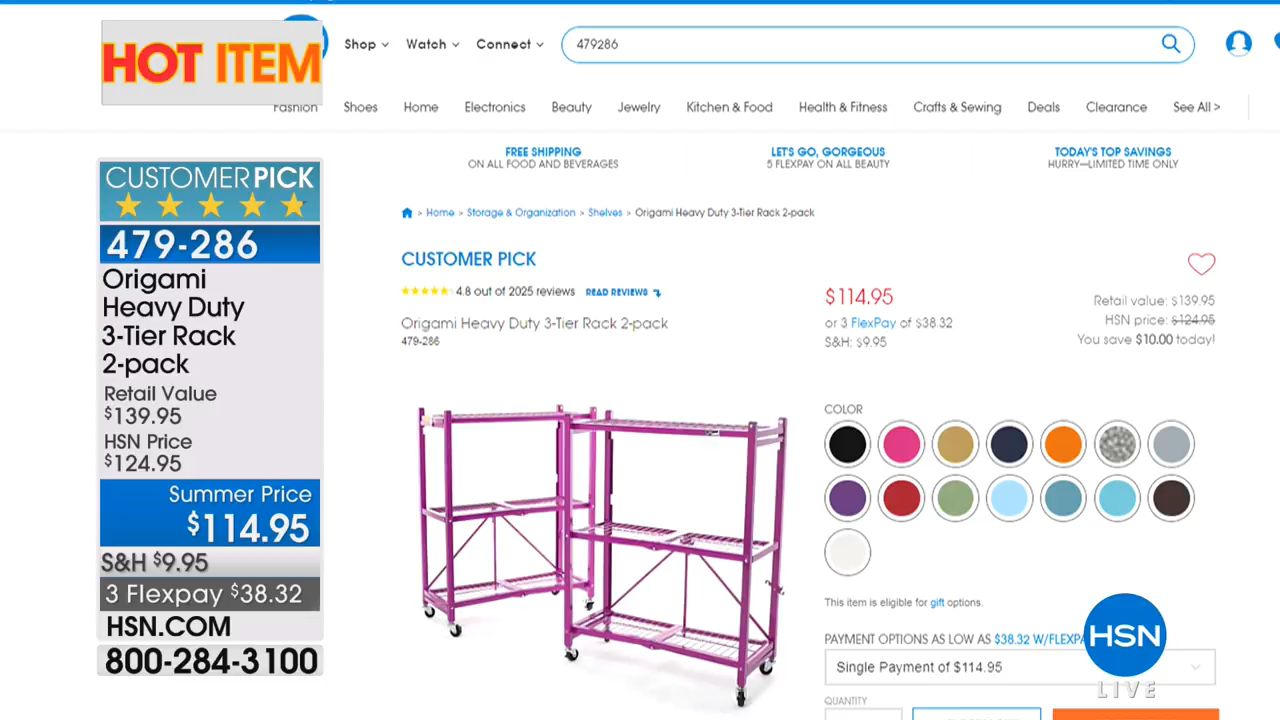 HOT ITEM
Shop
Watch
Connect
479286
Fashion
Shoes
Home
Electronics
Beauty
Jewelry
Kitchen & Food
Health & Fitness
Crafts & Sewing
Deals
Clearance
See All >
FREE SHIPPING
ON ALL FOOD AND BEVERAGES
LET'S GO, GORGEOUS
5 FLEXPAY ON ALL BEAUTY
TODAY'S TOP SAVINGS
HURRY—LIMITED TIME ONLY
CUSTOMER PICK
479-286
Origami
Heavy Duty
3-Tier Rack
2-pack
Retail Value
$139.95
HSN Price
$124.95
Summer Price
$114.95
S&H $9.95
3 Flexpay $38.32
HSN.COM
800-284-3100
> Home > Storage & Organization > Shelves > Origami Heavy Duty 3-Tier Rack 2-pack
CUSTOMER PICK
4.8 out of 2025 reviews READ REVIEWS
Origami Heavy Duty 3-Tier Rack 2-pack
479-286
$114.95
or 3 FlexPay of $38.32
S&H: $9.95
Retail value: $139.95
HSN price: $124.95
You save $10.00 today!
COLOR
This item is eligible for gift options.
PAYMENT OPTIONS AS LOW AS $38.32 W/FLEXPA
Single Payment of $114.95
QUANTITY
HSN
LIVE